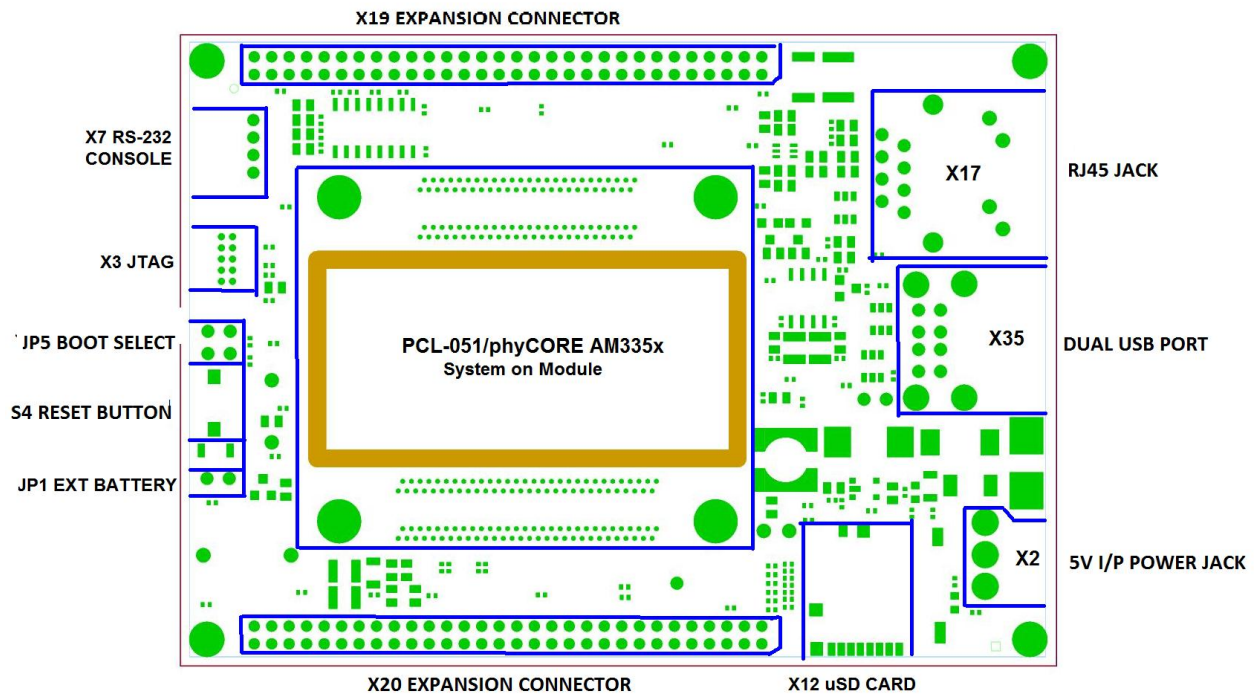 X19 EXPANSION CONNECTOR
X7 RS-232
CONSOLE
X17
RJ45 JACK
X3 JTAG
JP5 BOOT SELECT
PCL-051/phyCORE AM335x
System on Module
X35
DUAL USB PORT
S4 RESET BUTTON
JP1 EXT BATTERY
X2
5V I/P POWER JACK
X20 EXPANSION CONNECTOR
X12 uSD CARD